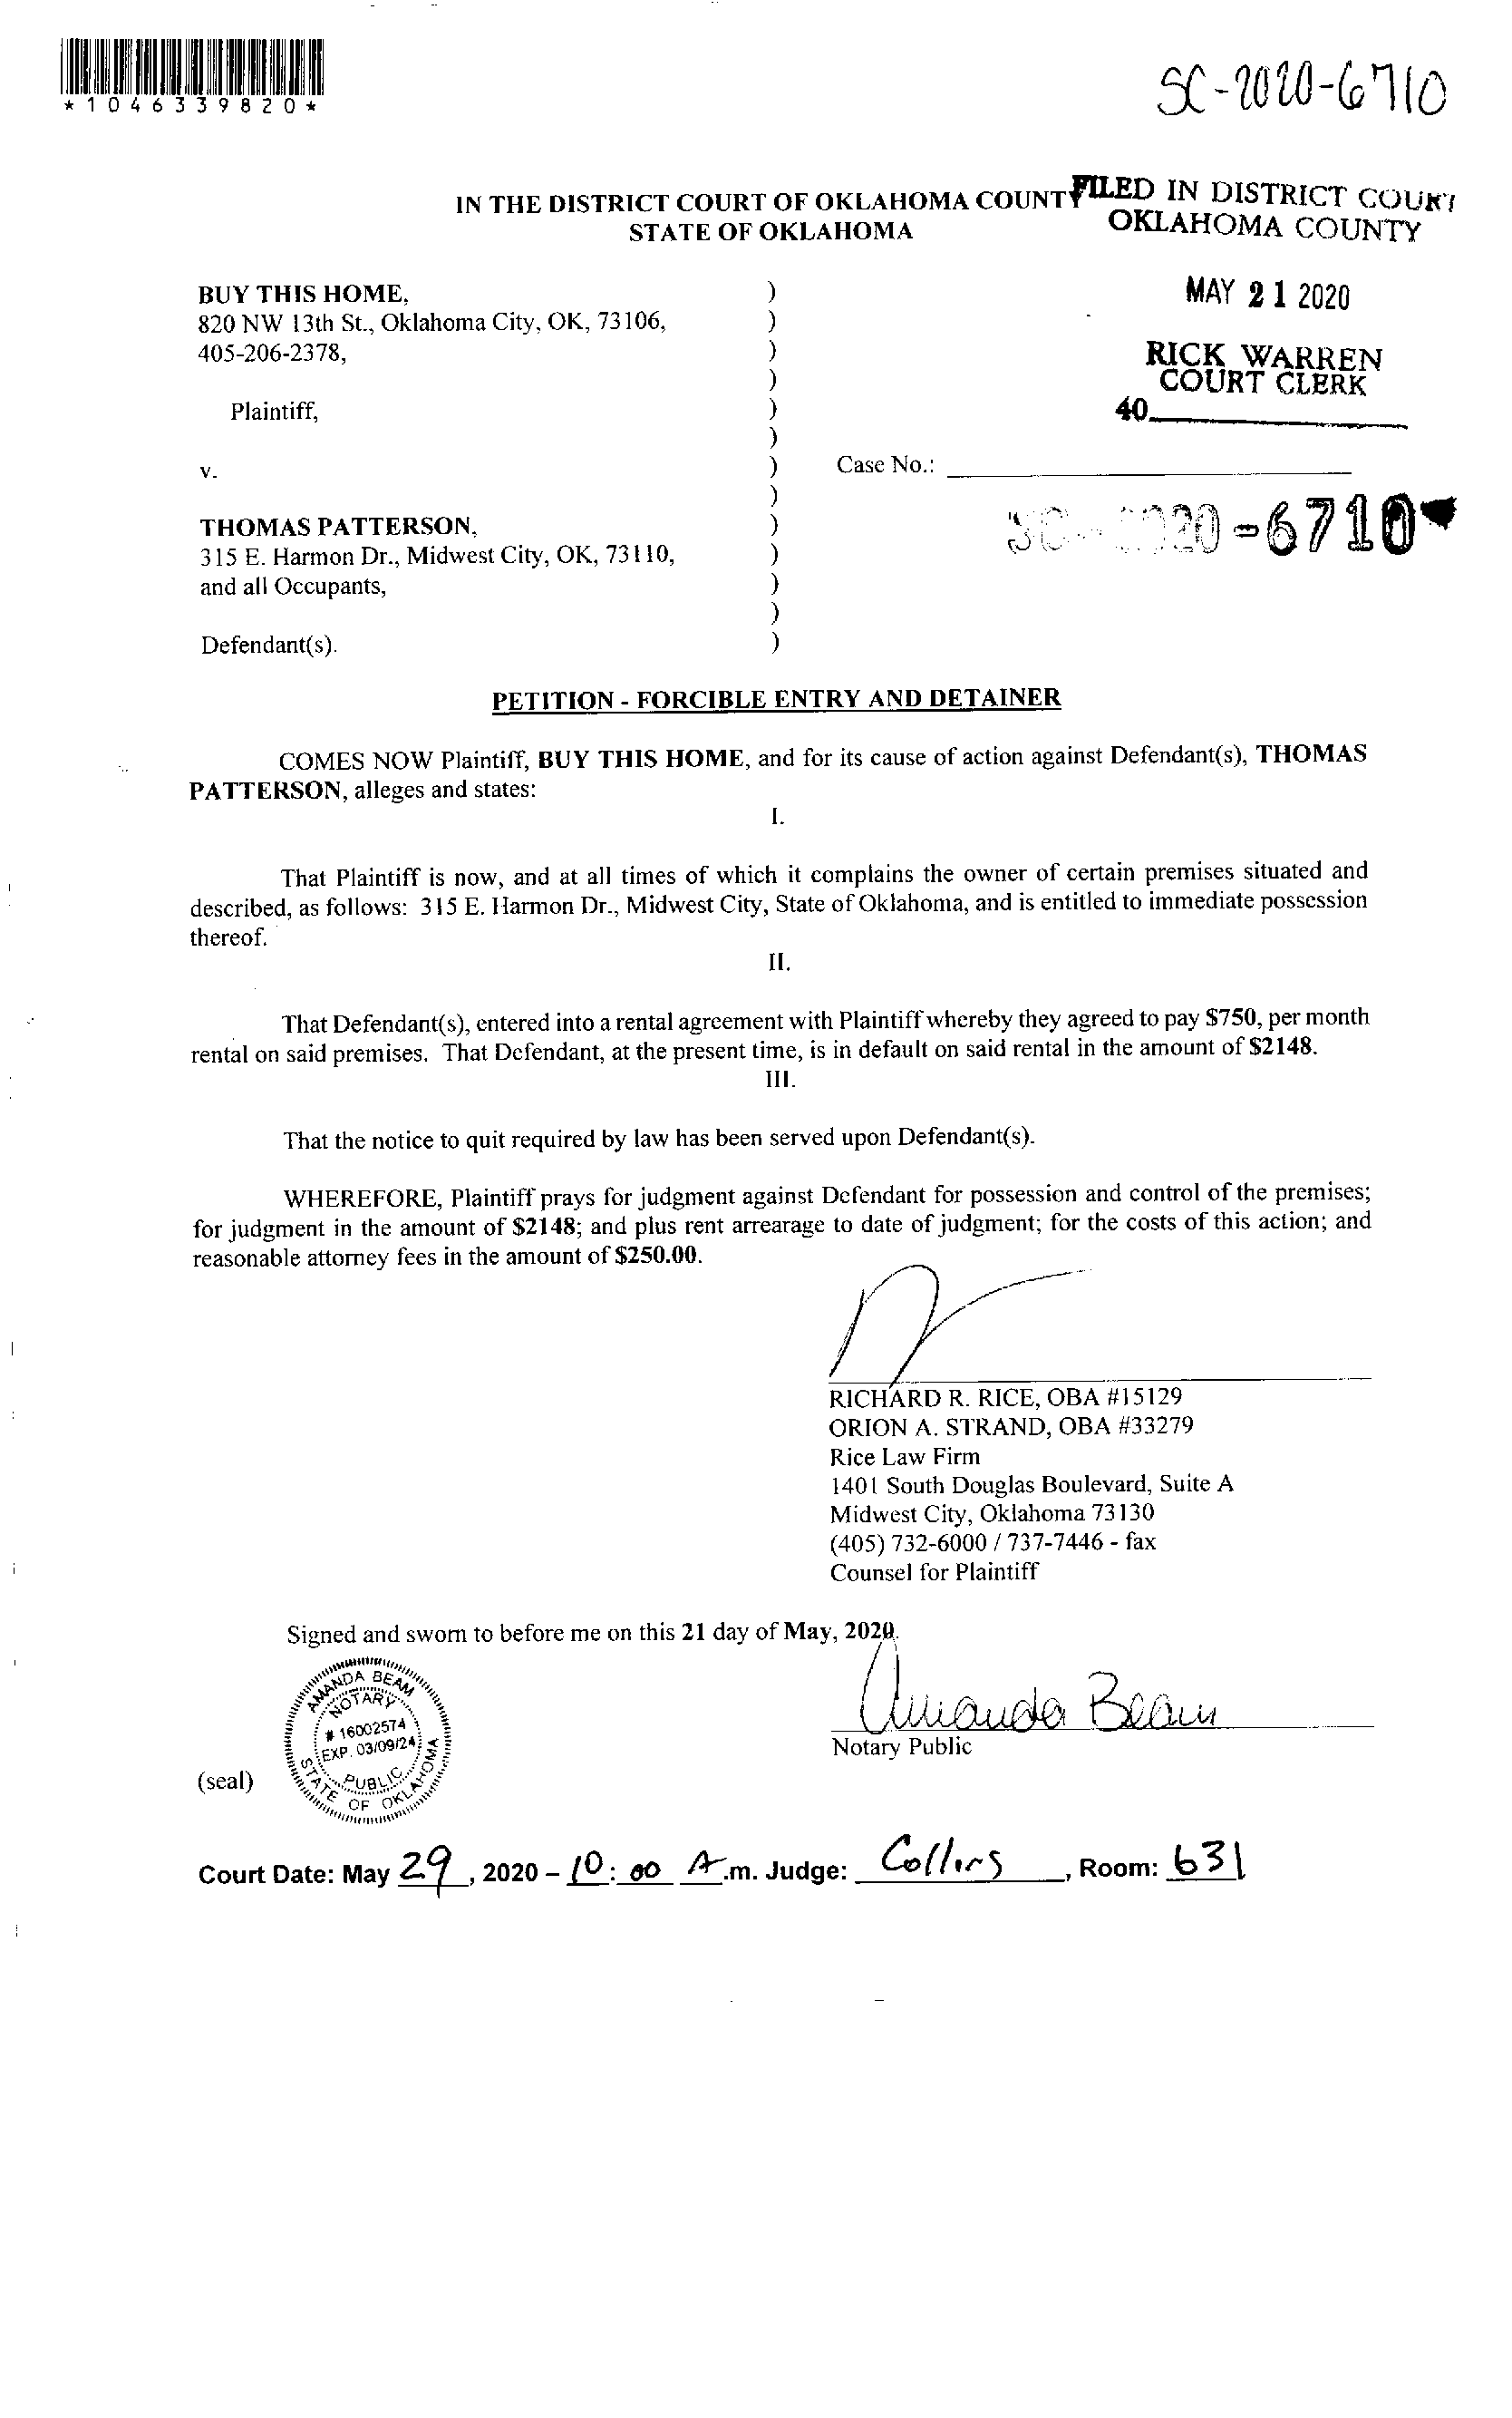 *1046339820*
SC-2020-6710
IN THE DISTRICT COURT OF OKLAHOMA COUNTY
STATE OF OKLAHOMA
FILED IN DISTRICT COURT
OKLAHOMA COUNTY
MAY 21 2020
RICK WARREN
COURT CLERK
40
BUY THIS HOME, )
820 NW 13th St., Oklahoma City, OK, 73106, )
405-206-2378, )
)
Plaintiff, )
)
v. ) Case No.:
)
SC-2020-6710
THOMAS PATTERSON, )
315 E. Harmon Dr., Midwest City, OK, 73110, )
and all Occupants, )
)
Defendant(s). )
PETITION - FORCIBLE ENTRY AND DETAINER
COMES NOW Plaintiff, BUY THIS HOME, and for its cause of action against Defendant(s), THOMAS
PATTERSON, alleges and states:
I.
That Plaintiff is now, and at all times of which it complains the owner of certain premises situated and
described, as follows: 315 E. Harmon Dr., Midwest City, State of Oklahoma, and is entitled to immediate possession
thereof.
II.
That Defendant(s), entered into a rental agreement with Plaintiff whereby they agreed to pay $750, per month
rental on said premises. That Defendant, at the present time, is in default on said rental in the amount of $2148.
III.
That the notice to quit required by law has been served upon Defendant(s).
WHEREFORE, Plaintiff prays for judgment against Defendant for possession and control of the premises;
for judgment in the amount of $2148; and plus rent arrearage to date of judgment; for the costs of this action; and
reasonable attorney fees in the amount of $250.00.
RICHARD R. RICE, OBA #15129
ORION A. STRAND, OBA #33279
Rice Law Firm
1401 South Douglas Boulevard, Suite A
Midwest City, Oklahoma 73130
(405) 732-6000 / 737-7446 - fax
Counsel for Plaintiff
Signed and sworn to before me on this 21 day of May, 2020.
Amanda Beam
Notary Public
AMANDA BEAM
NOTARY
# 16002574
EXP. 03/09/24
PUBLIC
STATE OF OKLAHOMA
(seal)
Court Date: May 29, 2020 – 10:00 A.m. Judge: Collins, Room: 631